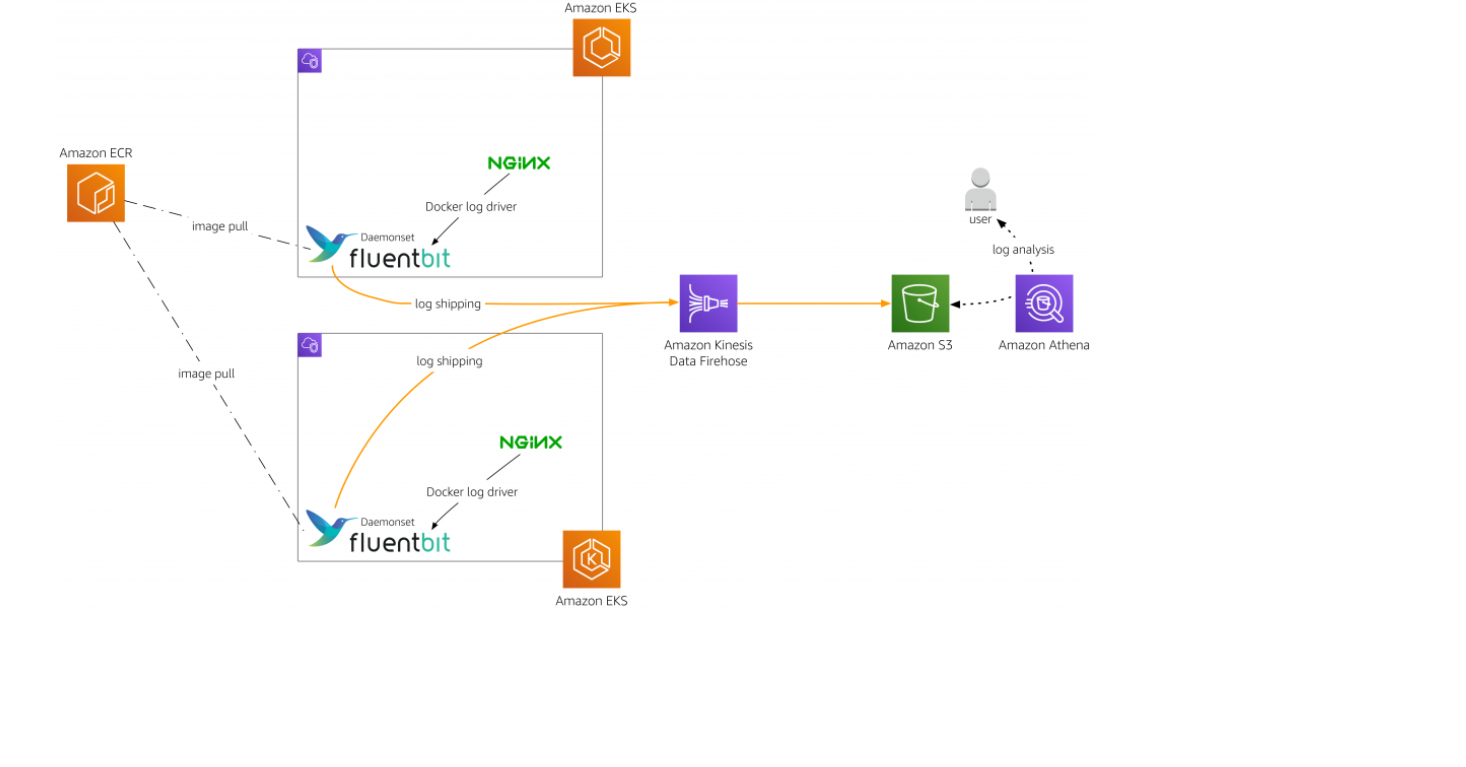 Amazon EKS
Amazon ECR
NGiNX
Docker log driver
image pull
Daemonset
fluentbit
user
log analysis
log shipping
Amazon Kinesis
Data Firehose
Amazon S3
Amazon Athena
log shipping
image pull
NGiNX
Docker log driver
Daemonset
fluentbit
K
Amazon EKS